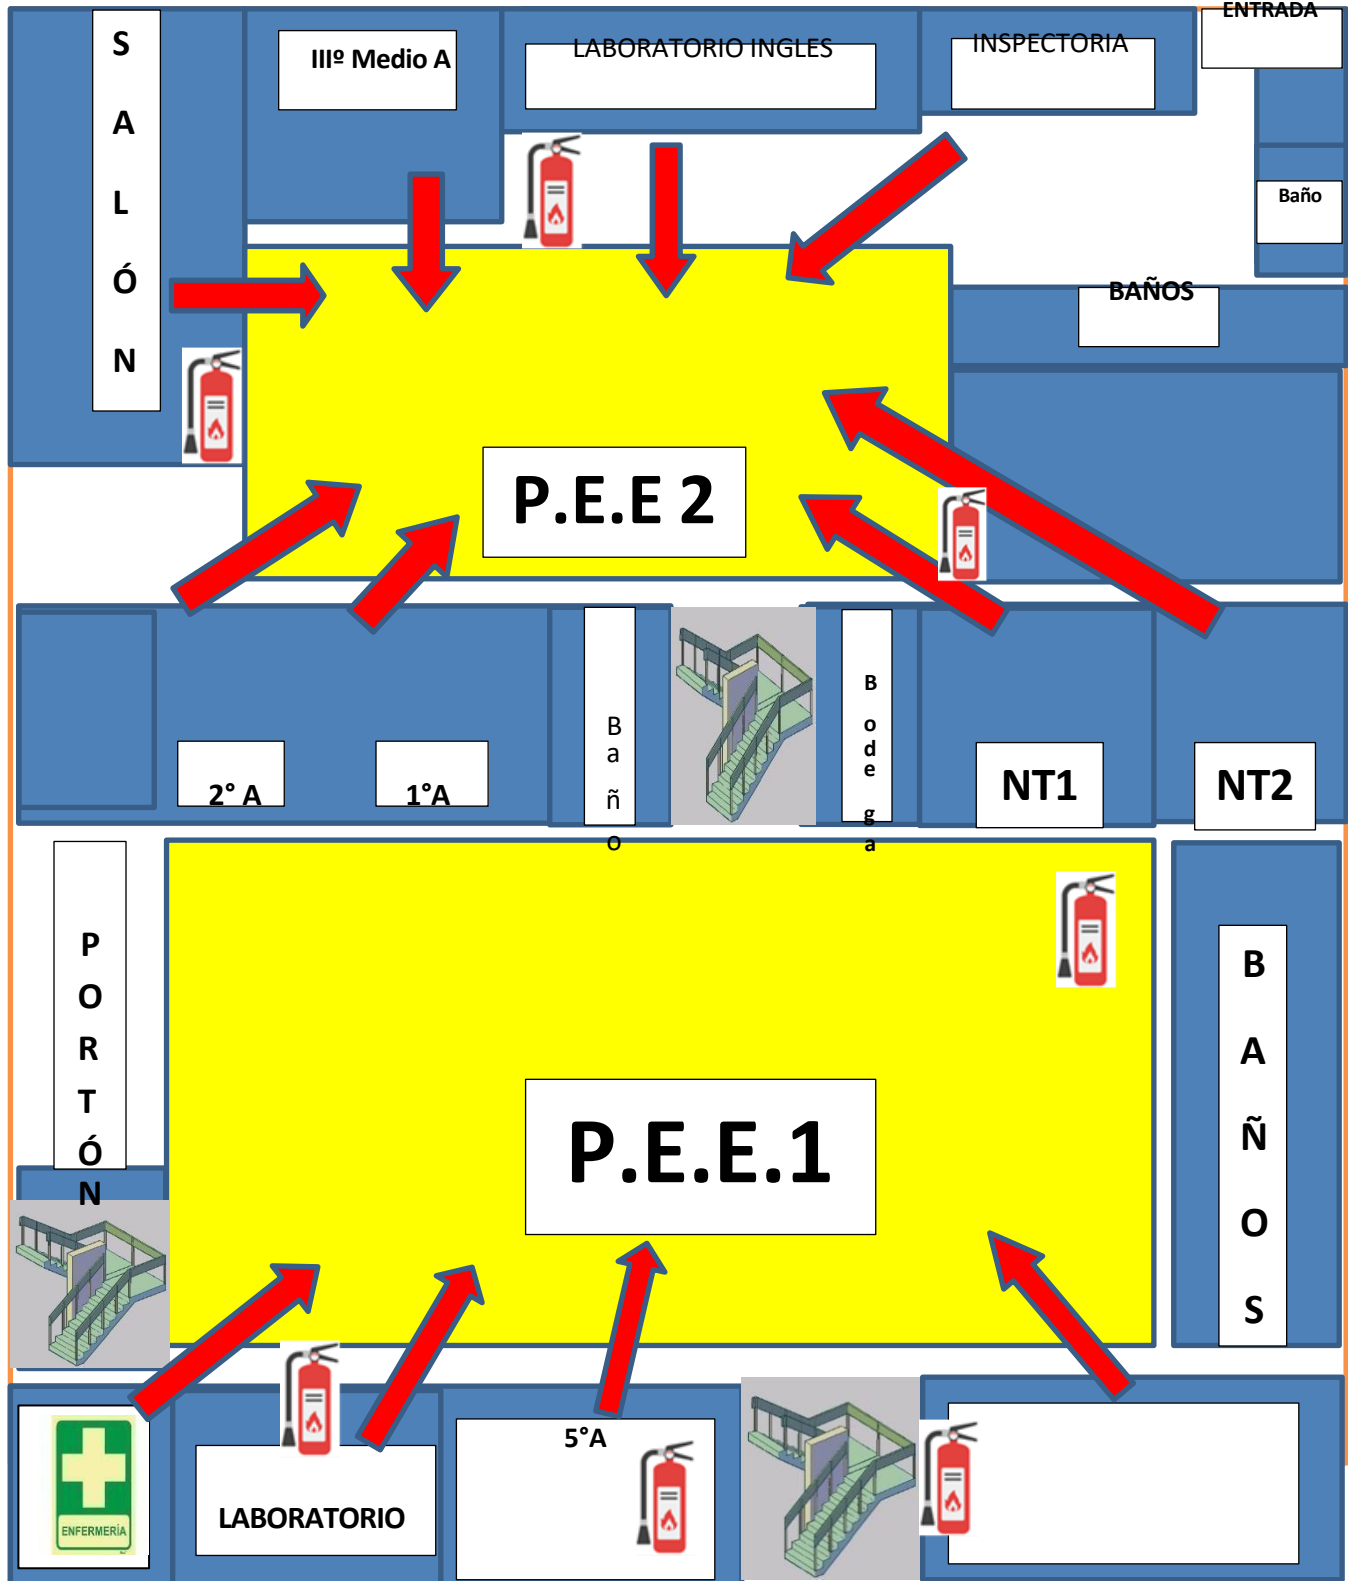 ENTRADA
SALÓN
IIIº Medio A
LABORATORIO INGLES
INSPECTORIA
Baño
BAÑOS
P.E.E 2
2° A
1°A
Baño
Bodega
NT1
NT2
PORTÓN
P.E.E.1
BAÑOS
ENFERMERÍA
LABORATORIO
5°A